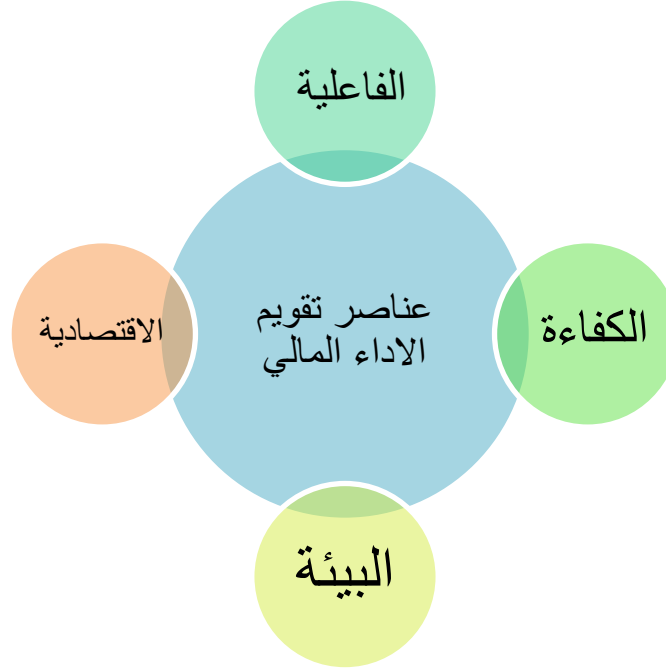 الفاعلية
عناصر تقويم
الاداء المالي
الكفاءة
الاقتصادية
البيئة